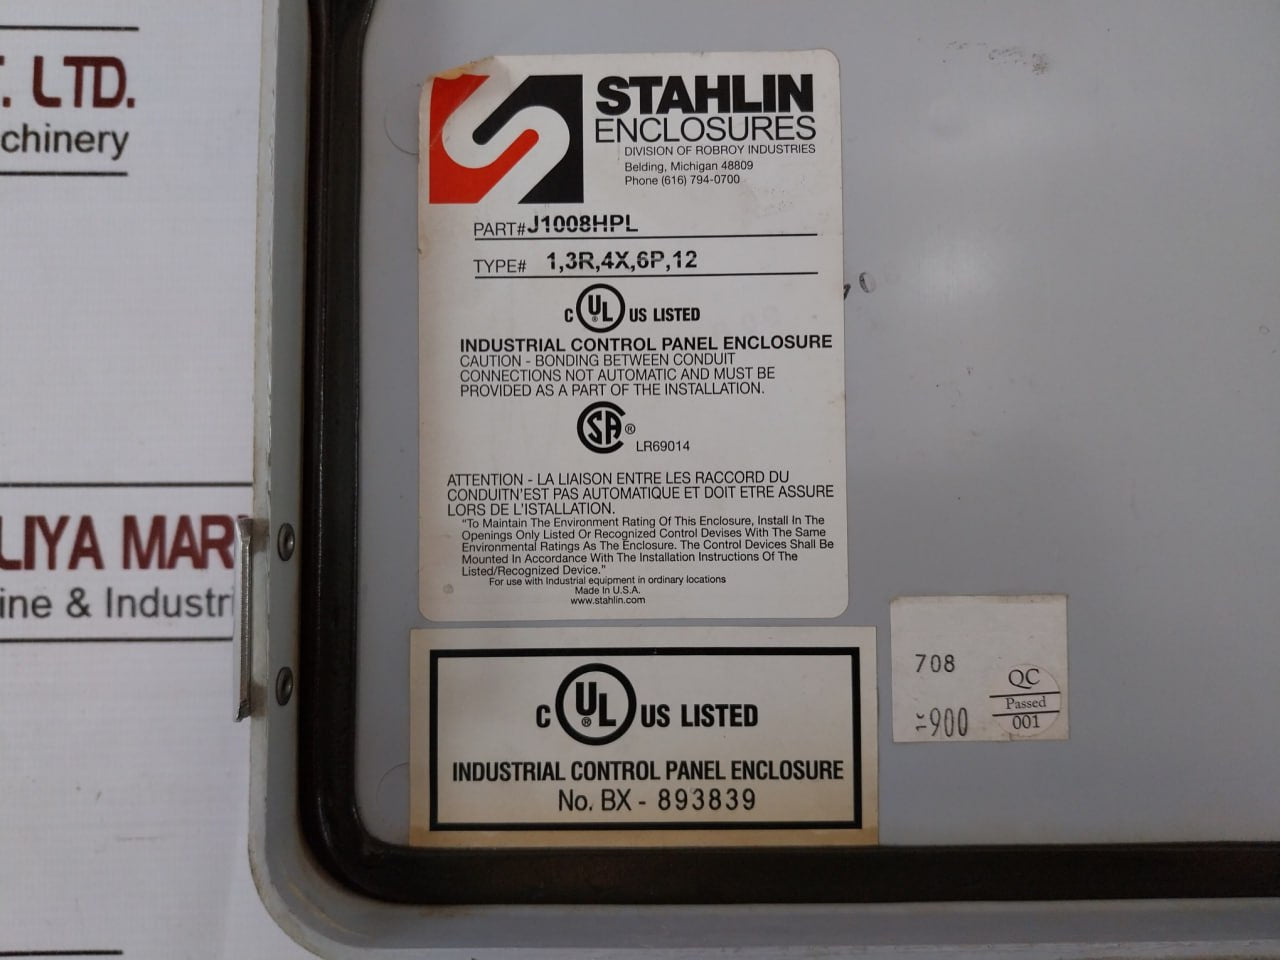 . LTD.
chinery
LIYA MAR
ine & Industri
STAHLIN
ENCLOSURES
DIVISION OF ROBROY INDUSTRIES
Belding, Michigan 48809
Phone (616) 794-0700
PART# J1008HPL
TYPE# 1,3R,4X,6P,12
C UL ® US LISTED
INDUSTRIAL CONTROL PANEL ENCLOSURE
CAUTION - BONDING BETWEEN CONDUIT
CONNECTIONS NOT AUTOMATIC AND MUST BE
PROVIDED AS A PART OF THE INSTALLATION.
SA ®
LR69014
ATTENTION - LA LIAISON ENTRE LES RACCORD DU
CONDUITN'EST PAS AUTOMATIQUE ET DOIT ETRE ASSURE
LORS DE L'ISTALLATION.
"To Maintain The Environment Rating Of This Enclosure, Install In The
Openings Only Listed Or Recognized Control Devises With The Same
Environmental Ratings As The Enclosure. The Control Devices Shall Be
Mounted In Accordance With The Installation Instructions Of The
Listed/Recognized Device."
For use with Industrial equipment in ordinary locations
Made In U.S.A.
www.stahlin.com
C UL ® US LISTED
INDUSTRIAL CONTROL PANEL ENCLOSURE
No. BX - 893839
708
-900
QC
Passed
001